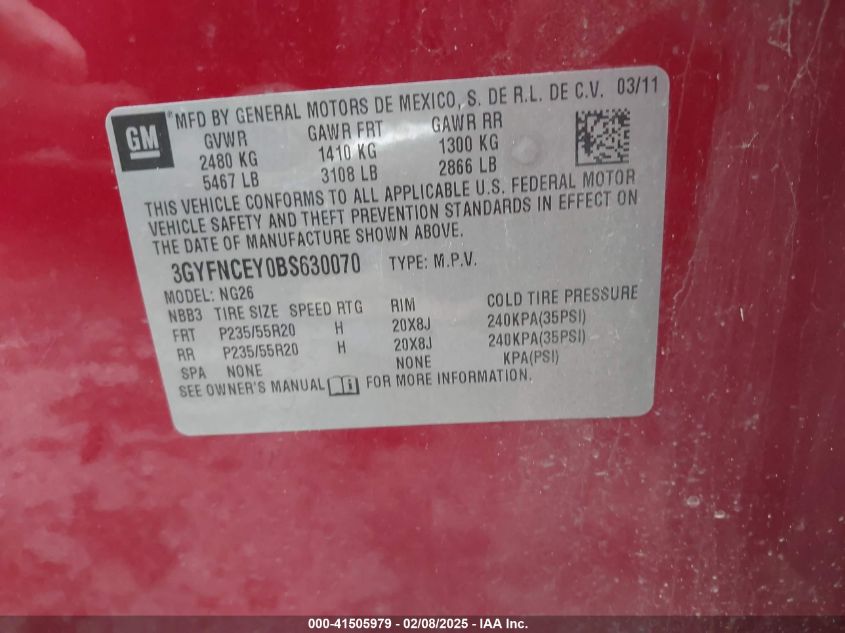 GM ® MFD BY GENERAL MOTORS DE MEXICO, S. DE R.L. DE C.V. 03/11
GVWR GAWR FRT GAWR RR
2480 KG 1410 KG 1300 KG
5467 LB 3108 LB 2866 LB
THIS VEHICLE CONFORMS TO ALL APPLICABLE U.S. FEDERAL MOTOR
VEHICLE SAFETY AND THEFT PREVENTION STANDARDS IN EFFECT ON
THE DATE OF MANUFACTURE SHOWN ABOVE.
3GYFNCEY0BS630070 TYPE: M.P.V.
MODEL: NG26
NBB3 TIRE SIZE SPEED RTG RIM COLD TIRE PRESSURE
FRT P235/55R20 H 20X8J 240KPA(35PSI)
RR P235/55R20 H 20X8J 240KPA(35PSI)
SPA NONE NONE KPA(PSI)
SEE OWNER'S MANUAL FOR MORE INFORMATION.
000-41505979 - 02/08/2025 - IAA Inc.